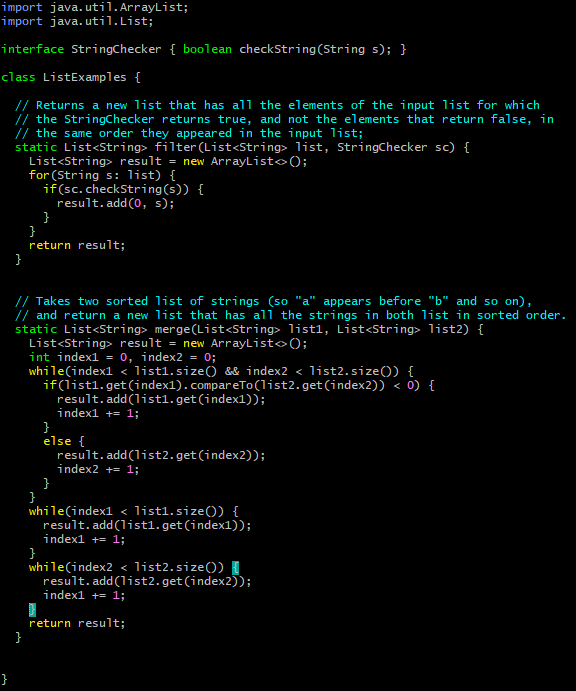 import java.util.ArrayList;
import java.util.List;

interface StringChecker { boolean checkString(String s); }

class ListExamples {

  // Returns a new list that has all the elements of the input list for which
  // the StringChecker returns true, and not the elements that return false, in
  // the same order they appeared in the input list;
  static List<String> filter(List<String> list, StringChecker sc) {
    List<String> result = new ArrayList<>();
    for(String s: list) {
      if(sc.checkString(s)) {
        result.add(0, s);
      }
    }
    return result;
  }


  // Takes two sorted list of strings (so "a" appears before "b" and so on),
  // and return a new list that has all the strings in both list in sorted order.
  static List<String> merge(List<String> list1, List<String> list2) {
    List<String> result = new ArrayList<>();
    int index1 = 0, index2 = 0;
    while(index1 < list1.size() && index2 < list2.size()) {
      if(list1.get(index1).compareTo(list2.get(index2)) < 0) {
        result.add(list1.get(index1));
        index1 += 1;
      }
      else {
        result.add(list2.get(index2));
        index2 += 1;
      }
    }
    while(index1 < list1.size()) {
      result.add(list1.get(index1));
      index1 += 1;
    }
    while(index2 < list2.size()) {
      result.add(list2.get(index2));
      index1 += 1;
    }
    return result;
  }


}